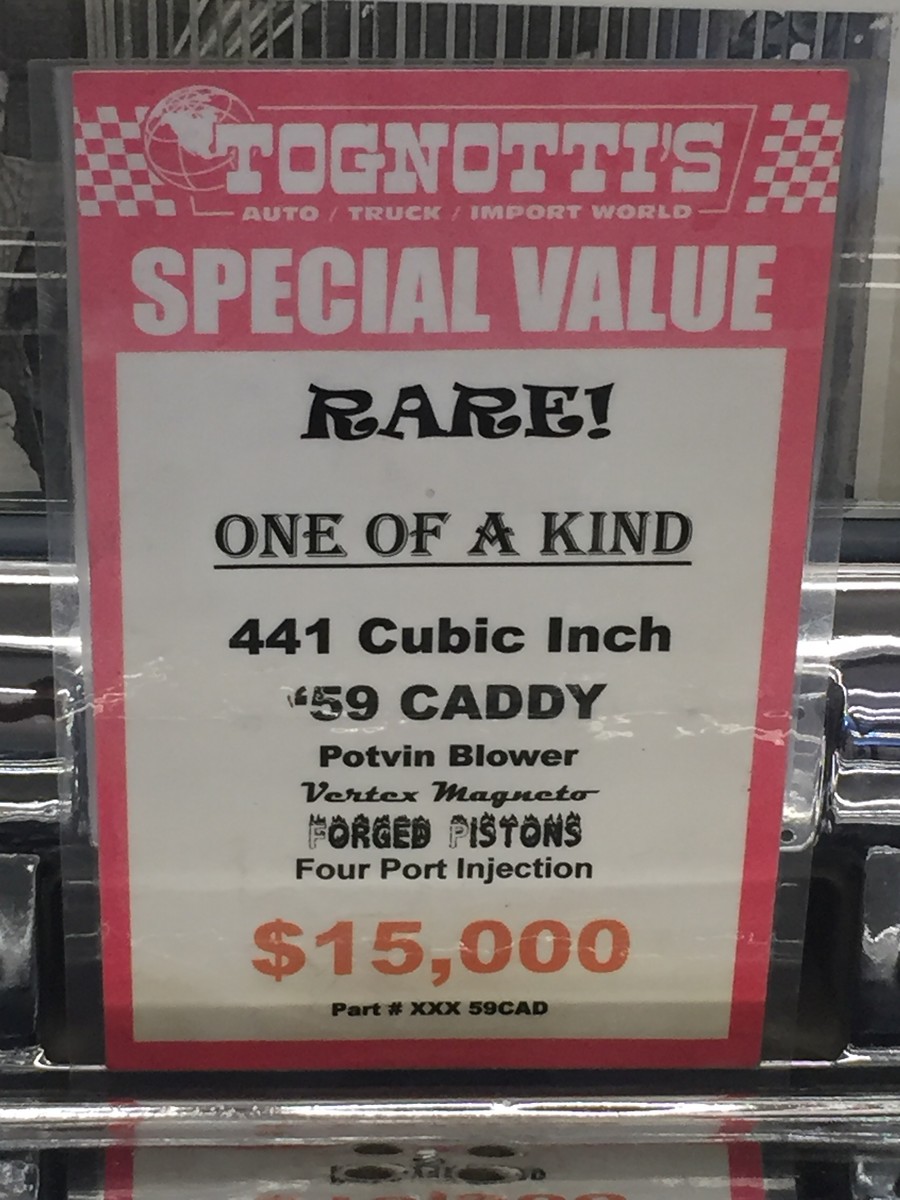 TOGNOTTI'S
AUTO / TRUCK / IMPORT WORLD
SPECIAL VALUE
RARE!
ONE OF A KIND
441 Cubic Inch
'59 CADDY
Potvin Blower
Vertex Magneto
FORGED PISTONS
Four Port Injection
$15,000
Part # XXX 59CAD